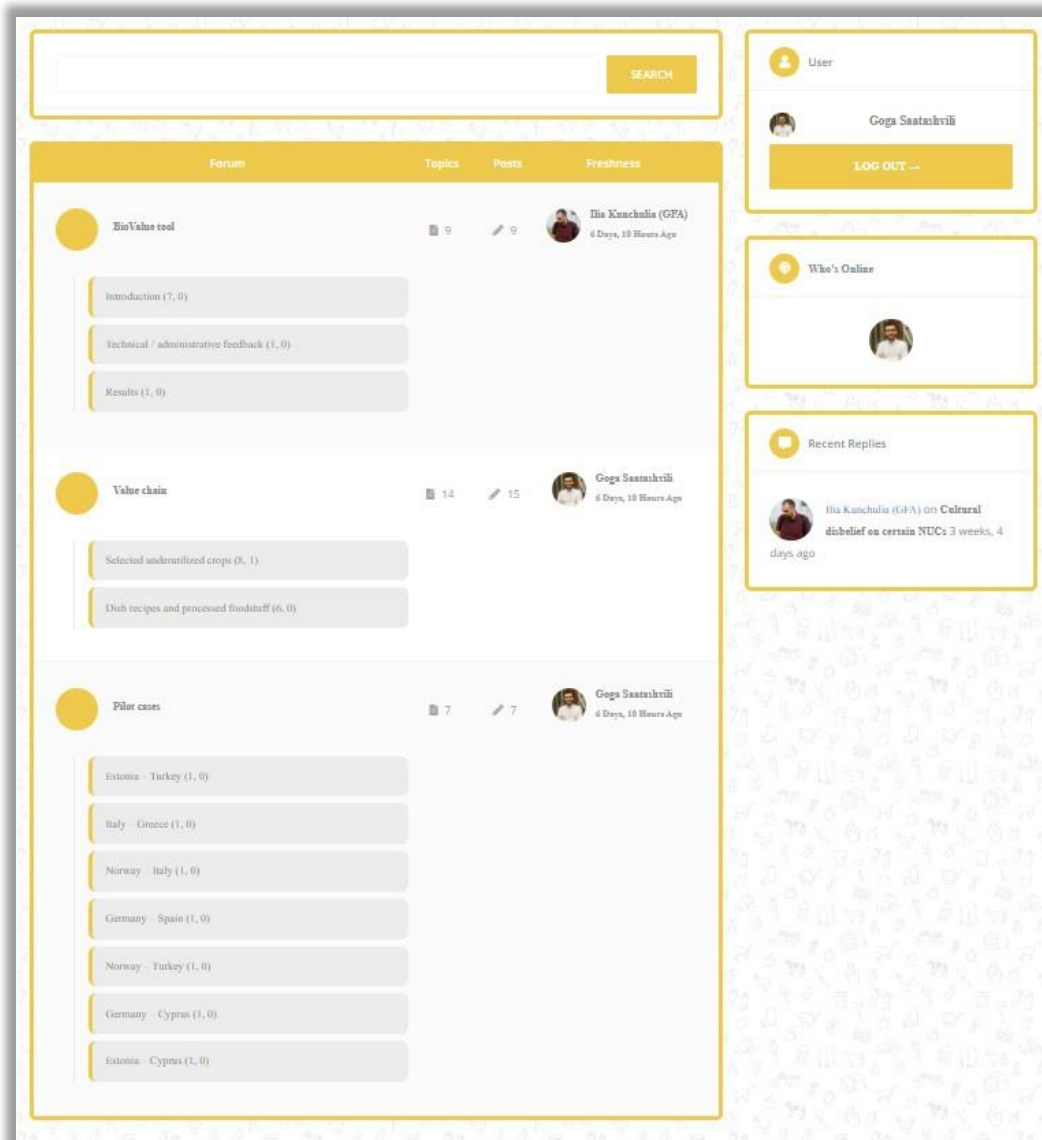 SEARCH
Forum Topics Posts Freshness
BioValue tool 9 9 Ilia Kunchulia (GFA)
6 Days, 10 Hours Ago
Introduction (7, 0)
Technical / administrative feedback (1, 0)
Results (1, 0)
Value chain 14 15 Goga Saatashvili
6 Days, 10 Hours Ago
Selected underutilized crops (8, 1)
Dish recipes and processed foodstuff (6, 0)
Pilot cases 7 7 Goga Saatashvili
6 Days, 10 Hours Ago
Estonia – Turkey (1, 0)
Italy – Greece (1, 0)
Norway – Italy (1, 0)
Germany – Spain (1, 0)
Norway – Turkey (1, 0)
Germany – Cyprus (1, 0)
Estonia – Cyprus (1, 0)
User
Goga Saatashvili
LOG OUT →
Who's Online
Recent Replies
Ilia Kunchulia (GFA) on Cultural
disbelief on certain NUCs 3 weeks, 4
days ago